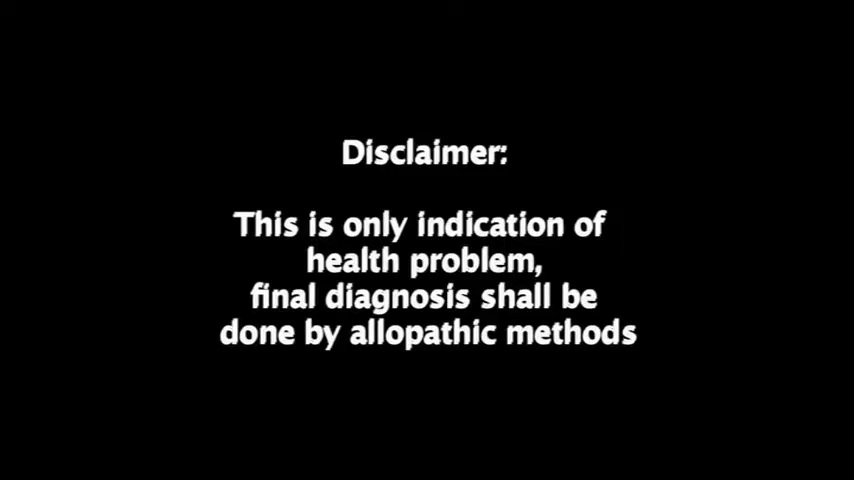 Disclaimer:
This is only indication of
health problem,
final diagnosis shall be
done by allopathic methods